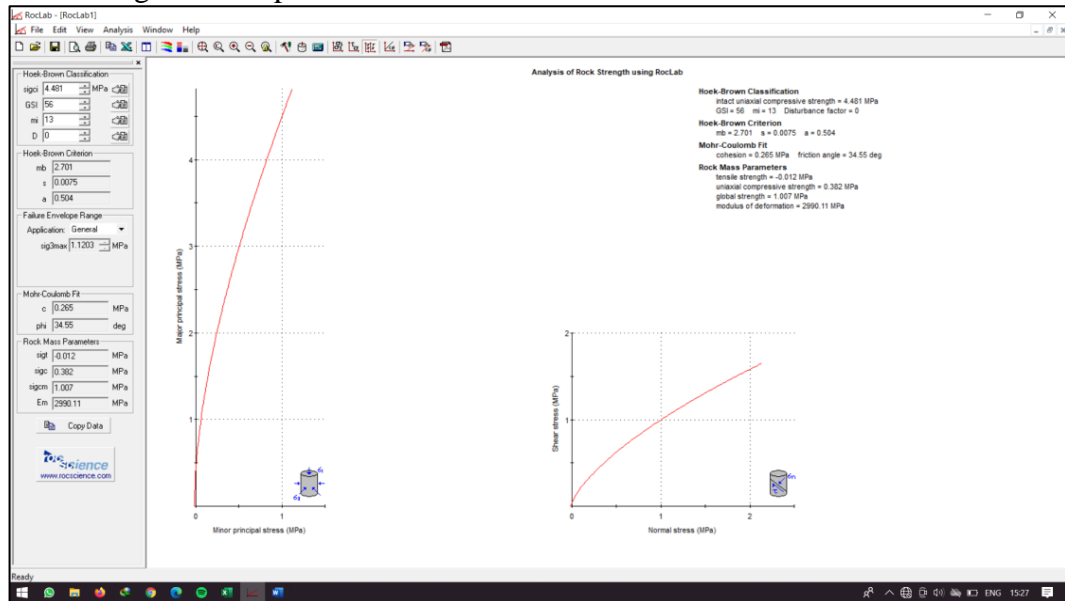 RocLab - [RocLab1]
File Edit View Analysis Window Help
Hoek-Brown Classification
sigci 4.481 MPa
GSI 56
mi 13
D 0
Hoek-Brown Criterion
mb 2.701
s 0.0075
a 0.504
Failure Envelope Range
Application: General
sig3max 1.1203 MPa
Mohr-Coulomb Fit
c 0.265 MPa
phi 34.55 deg
Rock Mass Parameters
sigt -0.012 MPa
sigc 0.382 MPa
sigcm 1.007 MPa
Em 2990.11 MPa
Copy Data
rocscience
www.rocscience.com
Ready
Analysis of Rock Strength using RocLab
Hoek-Brown Classification
intact uniaxial compressive strength = 4.481 MPa
GSI = 56 mi = 13 Disturbance factor = 0
Hoek-Brown Criterion
mb = 2.701 s = 0.0075 a = 0.504
Mohr-Coulomb Fit
cohesion = 0.265 MPa friction angle = 34.55 deg
Rock Mass Parameters
tensile strength = -0.012 MPa
uniaxial compressive strength = 0.382 MPa
global strength = 1.007 MPa
modulus of deformation = 2990.11 MPa
Major principal stress (MPa)
4
3
2
1
0 1
Minor principal stress (MPa)
Shear stress (MPa)
2
1
0 1 2
Normal stress (MPa)
ENG 15:27